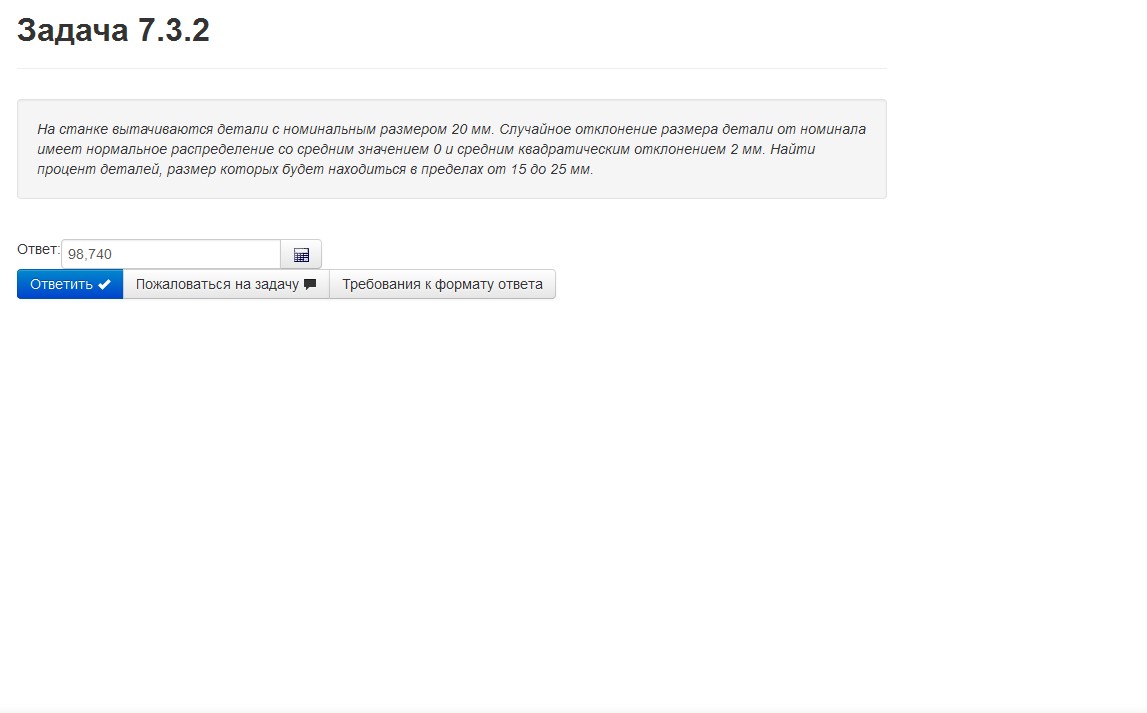 Задача 7.3.2
На станке вытачиваются детали с номинальным размером 20 мм. Случайное отклонение размера детали от номинала
имеет нормальное распределение со средним значением 0 и средним квадратическим отклонением 2 мм. Найти
процент деталей, размер которых будет находиться в пределах от 15 до 25 мм.
Ответ: 98,740
Ответить Пожаловаться на задачу Требования к формату ответа